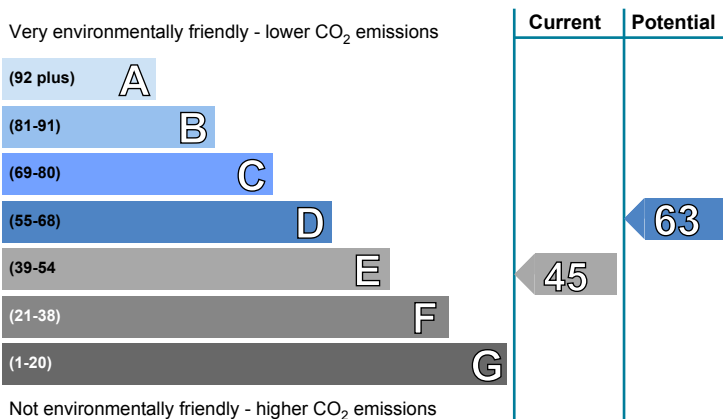 Current Potential
Very environmentally friendly - lower CO₂ emissions
(92 plus) A
(81-91) B
(69-80) C
(55-68) D
63
(39-54 E
45
(21-38) F
(1-20) G
Not environmentally friendly - higher CO₂ emissions